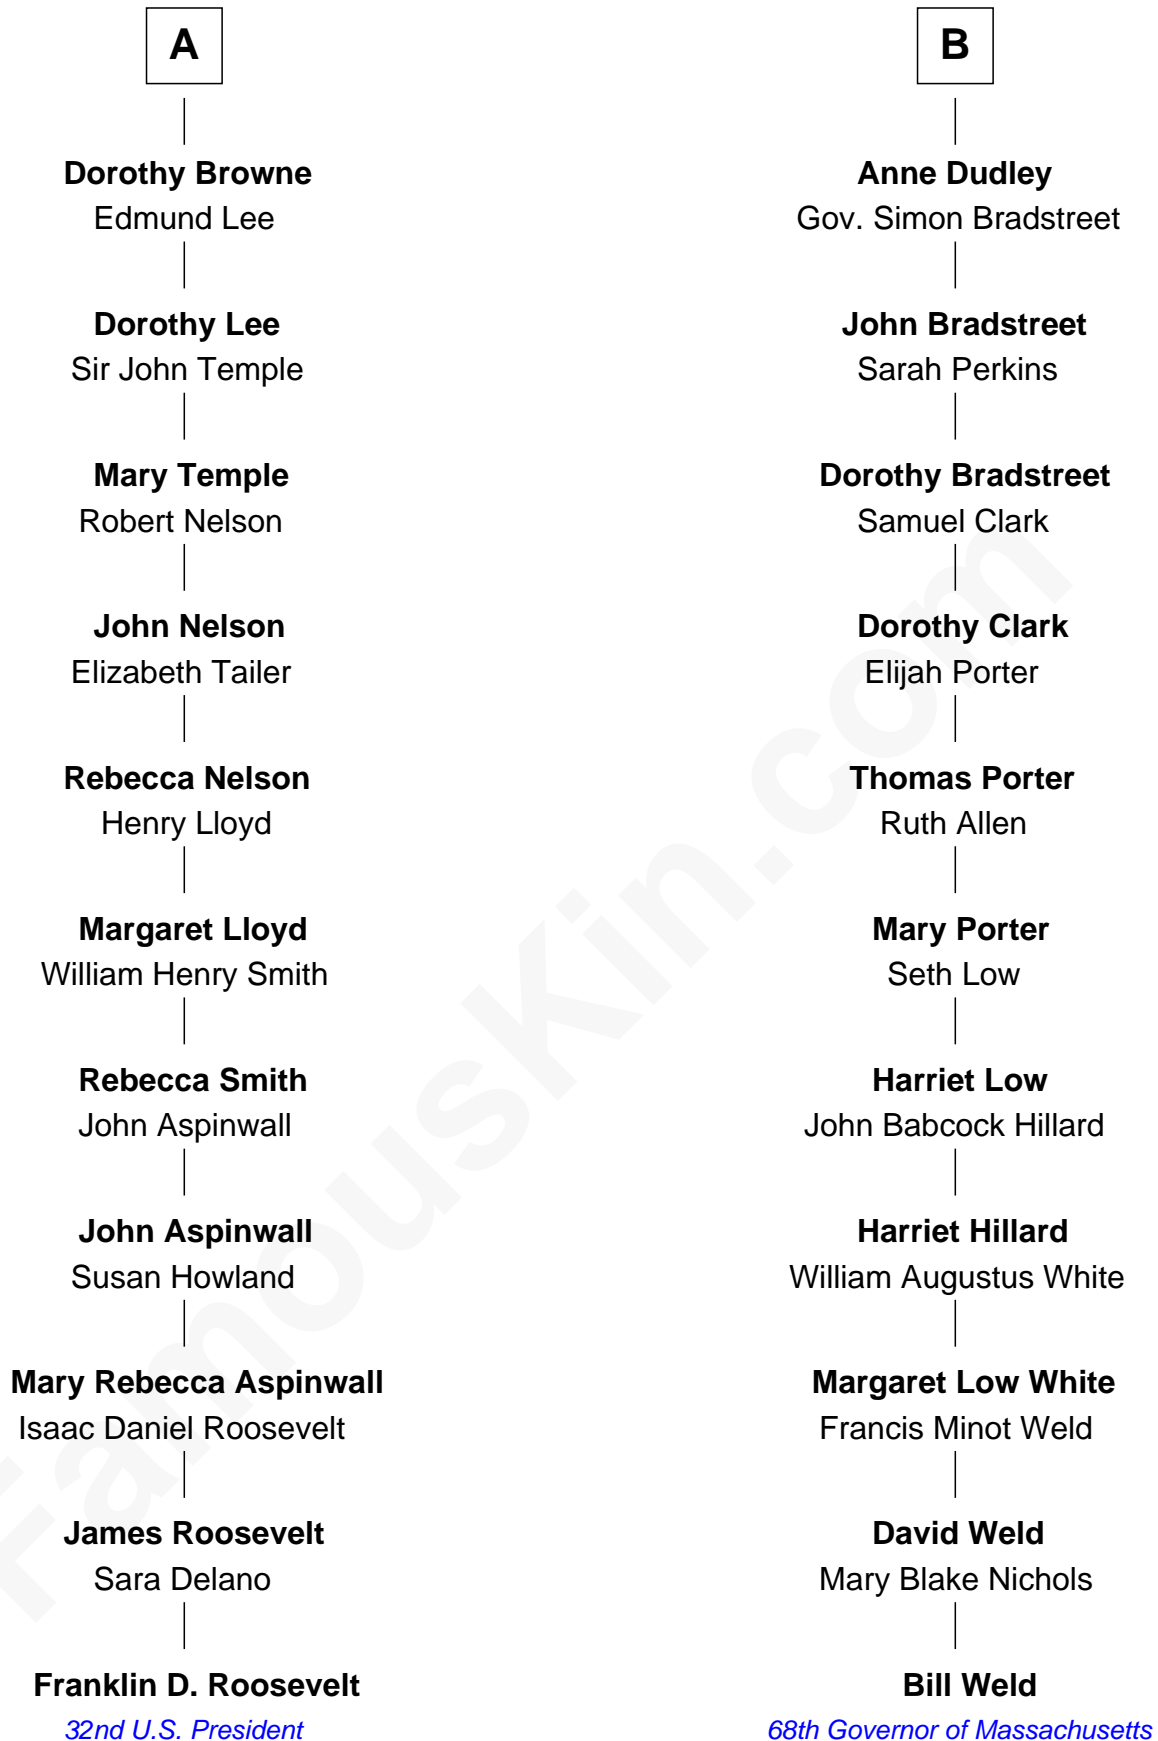 A
Dorothy Browne
Edmund Lee
Dorothy Lee
Sir John Temple
Mary Temple
Robert Nelson
John Nelson
Elizabeth Tailer
Rebecca Nelson
Henry Lloyd
Margaret Lloyd
William Henry Smith
Rebecca Smith
John Aspinwall
John Aspinwall
Susan Howland
Mary Rebecca Aspinwall
Isaac Daniel Roosevelt
James Roosevelt
Sara Delano
Franklin D. Roosevelt
32nd U.S. President
B
Anne Dudley
Gov. Simon Bradstreet
John Bradstreet
Sarah Perkins
Dorothy Bradstreet
Samuel Clark
Dorothy Clark
Elijah Porter
Thomas Porter
Ruth Allen
Mary Porter
Seth Low
Harriet Low
John Babcock Hillard
Harriet Hillard
William Augustus White
Margaret Low White
Francis Minot Weld
David Weld
Mary Blake Nichols
Bill Weld
68th Governor of Massachusetts
FamousKin.com